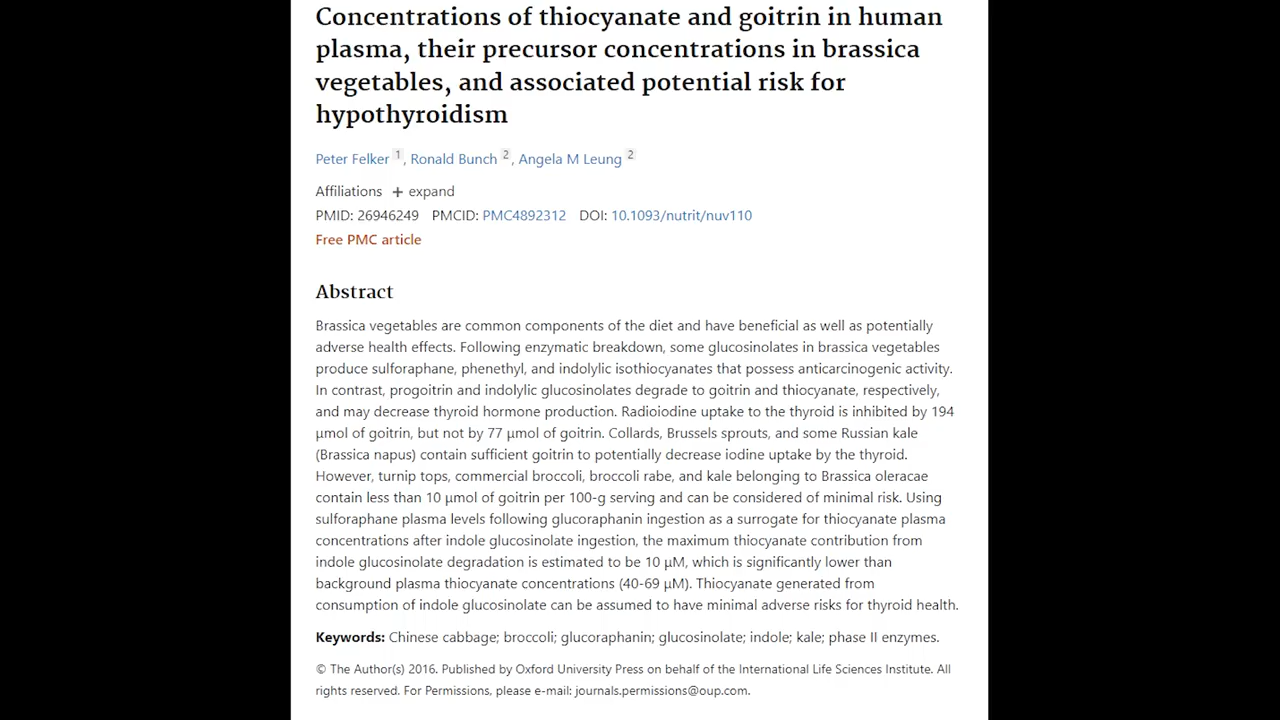 Concentrations of thiocyanate and goitrin in human
plasma, their precursor concentrations in brassica
vegetables, and associated potential risk for
hypothyroidism
Peter Felker 1, Ronald Bunch 2, Angela M Leung 2
Affiliations + expand
PMID: 26946249 PMCID: PMC4892312 DOI: 10.1093/nutrit/nuv110
Free PMC article
Abstract
Brassica vegetables are common components of the diet and have beneficial as well as potentially
adverse health effects. Following enzymatic breakdown, some glucosinolates in brassica vegetables
produce sulforaphane, phenethyl, and indolylic isothiocyanates that possess anticarcinogenic activity.
In contrast, progoitrin and indolylic glucosinolates degrade to goitrin and thiocyanate, respectively,
and may decrease thyroid hormone production. Radioiodine uptake to the thyroid is inhibited by 194
μmol of goitrin, but not by 77 μmol of goitrin. Collards, Brussels sprouts, and some Russian kale
(Brassica napus) contain sufficient goitrin to potentially decrease iodine uptake by the thyroid.
However, turnip tops, commercial broccoli, broccoli rabe, and kale belonging to Brassica oleracae
contain less than 10 μmol of goitrin per 100-g serving and can be considered of minimal risk. Using
sulforaphane plasma levels following glucoraphanin ingestion as a surrogate for thiocyanate plasma
concentrations after indole glucosinolate ingestion, the maximum thiocyanate contribution from
indole glucosinolate degradation is estimated to be 10 μM, which is significantly lower than
background plasma thiocyanate concentrations (40-69 μM). Thiocyanate generated from
consumption of indole glucosinolate can be assumed to have minimal adverse risks for thyroid health.
Keywords: Chinese cabbage; broccoli; glucoraphanin; glucosinolate; indole; kale; phase II enzymes.
© The Author(s) 2016. Published by Oxford University Press on behalf of the International Life Sciences Institute. All
rights reserved. For Permissions, please e-mail: journals.permissions@oup.com.